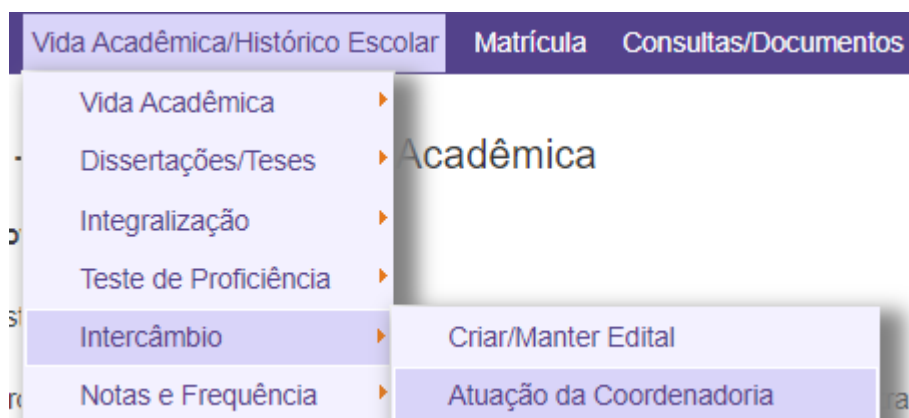 Vida Acadêmica/Histórico Escolar Matrícula Consultas/Documentos
Vida Acadêmica
Acadêmica
Dissertações/Teses
Integralização
Teste de Proficiência
Intercâmbio
Criar/Manter Edital
Notas e Frequência
Atuação da Coordenadoria